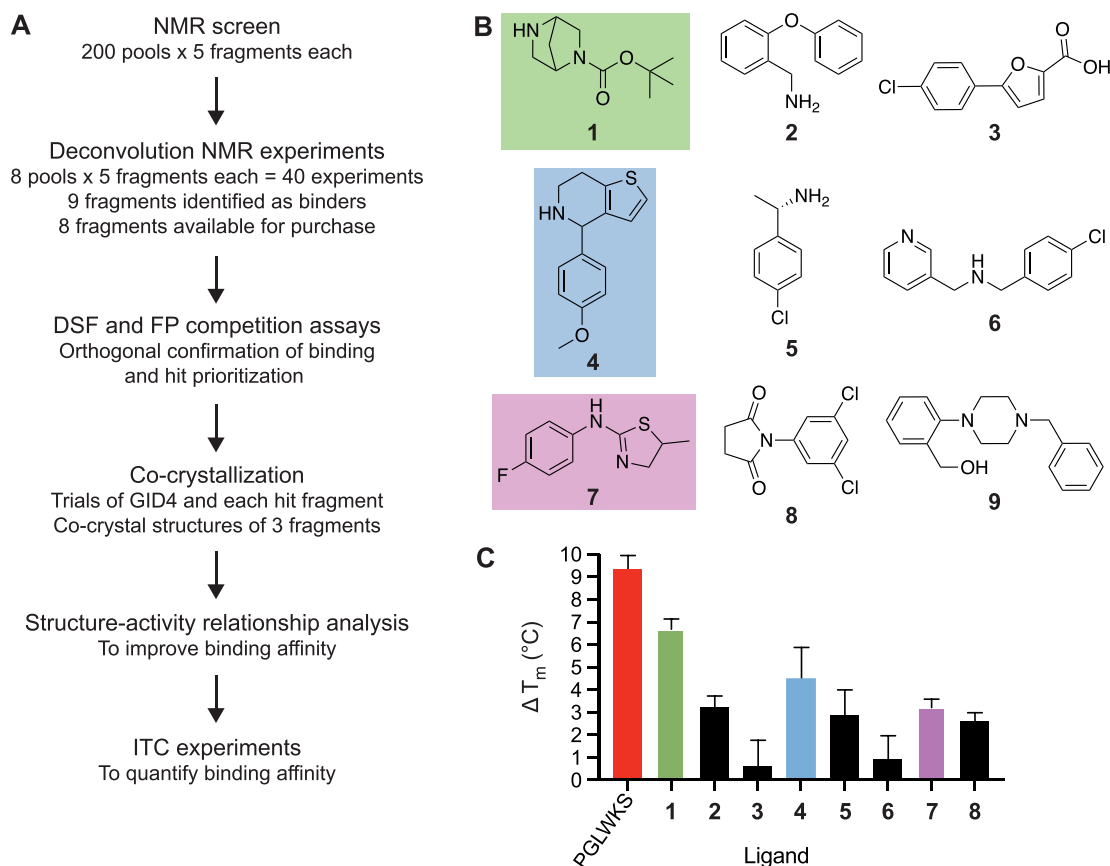 A
NMR screen
200 pools x 5 fragments each
Deconvolution NMR experiments
8 pools x 5 fragments each = 40 experiments
9 fragments identified as binders
8 fragments available for purchase
DSF and FP competition assays
Orthogonal confirmation of binding
and hit prioritization
Co-crystallization
Trials of GID4 and each hit fragment
Co-crystal structures of 3 fragments
Structure-activity relationship analysis
To improve binding affinity
ITC experiments
To quantify binding affinity
B
HN
N
O
O
1
O
NH2
2
Cl
O
O
OH
3
S
HN
O
4
NH2
Cl
5
N
H
N
Cl
6
H
N
S
F
N
7
O
N
O
Cl
Cl
8
N
N
OH
9
C
Δ Tm (°C)
10
9
8
7
6
5
4
3
2
1
0
PGLWKS
1
2
3
4
5
6
7
8
Ligand